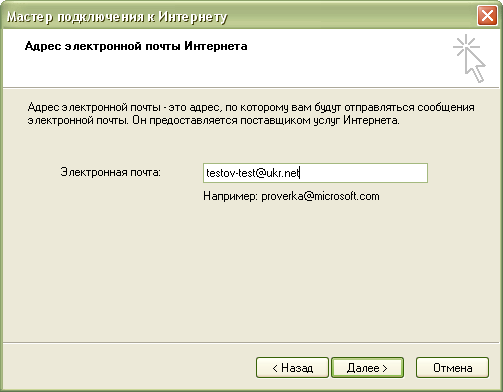 Мастер подключения к Интернету
Адрес электронной почты Интернета
Адрес электронной почты - это адрес, по которому вам будут отправляться сообщения
электронной почты. Он предоставляется поставщиком услуг Интернета.
Электронная почта:
testov-test@ukr.net
Например: proverka@microsoft.com
< Назад
Далее >
Отмена